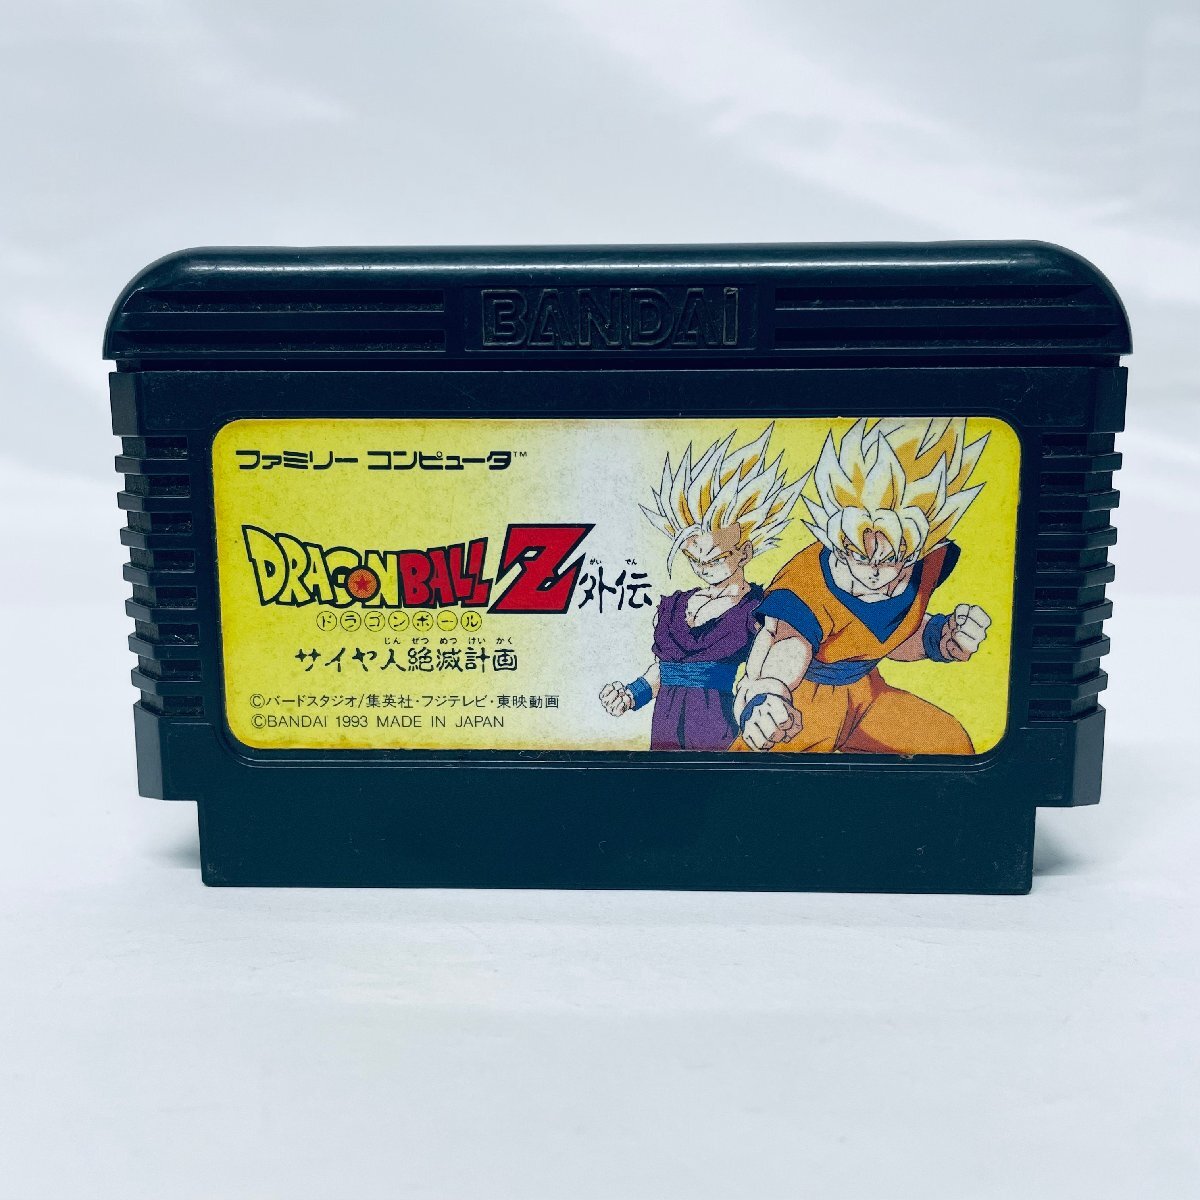 BANDAI
ファミリー コンピュータ™
DRAGON BALL Z 外伝
がい でん
ドラゴンボール
じん ぜつ めつ けい かく
サイヤ人絶滅計画
©バードスタジオ/集英社・フジテレビ・東映動画
©BANDAI 1993 MADE IN JAPAN